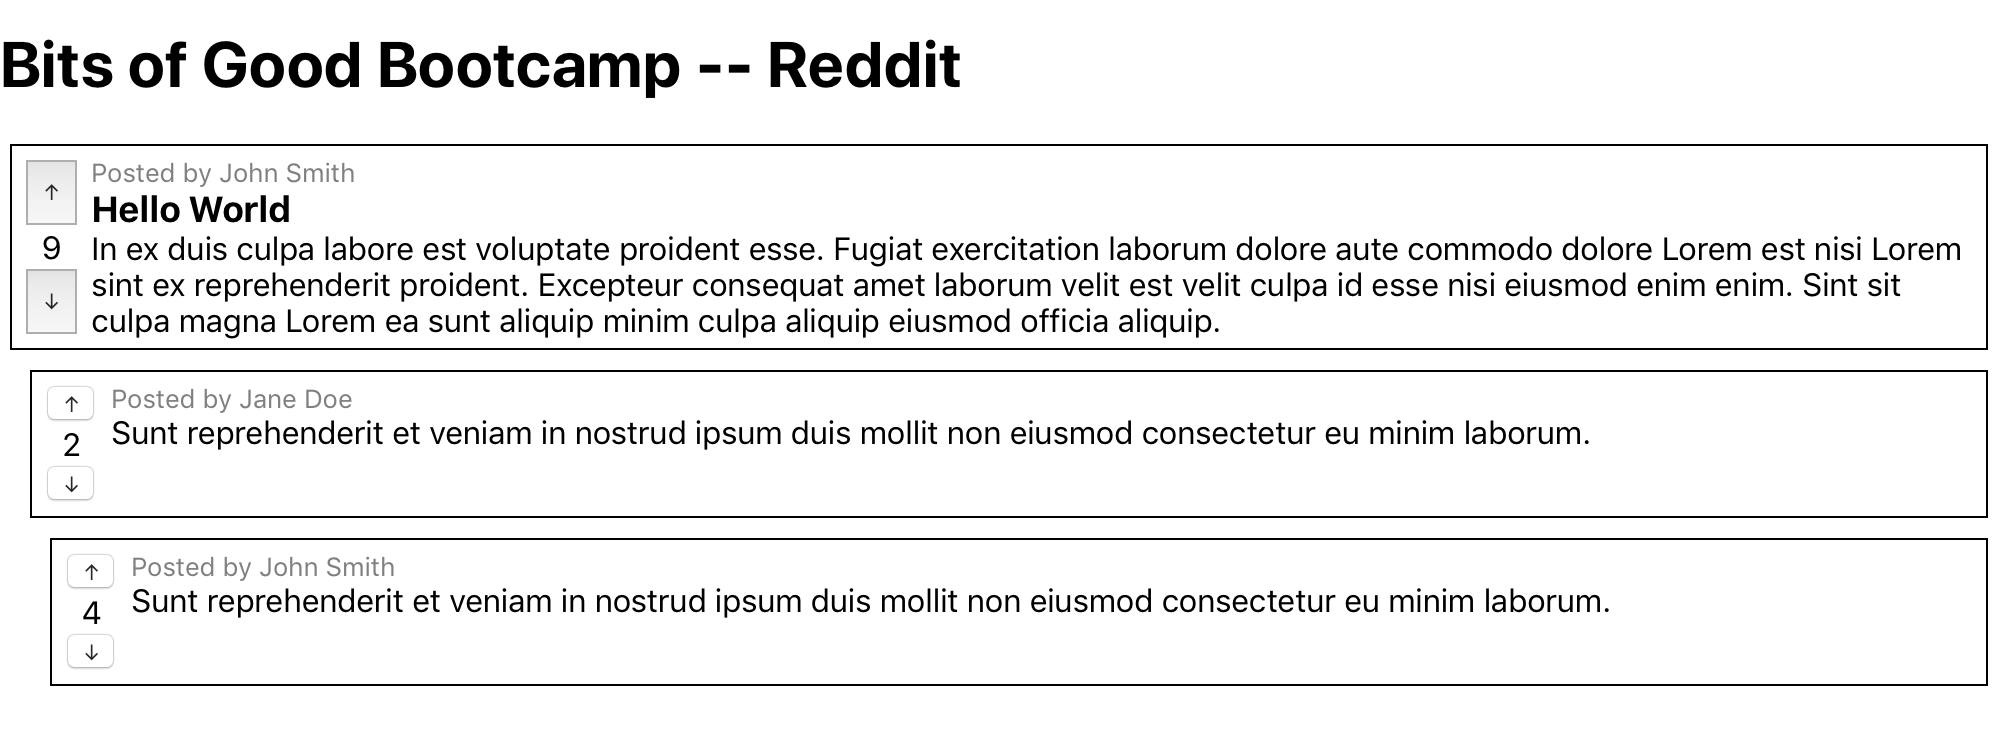 Bits of Good Bootcamp -- Reddit
↑
Posted by John Smith
Hello World
9
In ex duis culpa labore est voluptate proident esse. Fugiat exercitation laborum dolore aute commodo dolore Lorem est nisi Lorem
sint ex reprehenderit proident. Excepteur consequat amet laborum velit est velit culpa id esse nisi eiusmod enim enim. Sint sit
↓
culpa magna Lorem ea sunt aliquip minim culpa aliquip eiusmod officia aliquip.
↑
Posted by Jane Doe
Sunt reprehenderit et veniam in nostrud ipsum duis mollit non eiusmod consectetur eu minim laborum.
2
↓
↑
Posted by John Smith
Sunt reprehenderit et veniam in nostrud ipsum duis mollit non eiusmod consectetur eu minim laborum.
4
↓